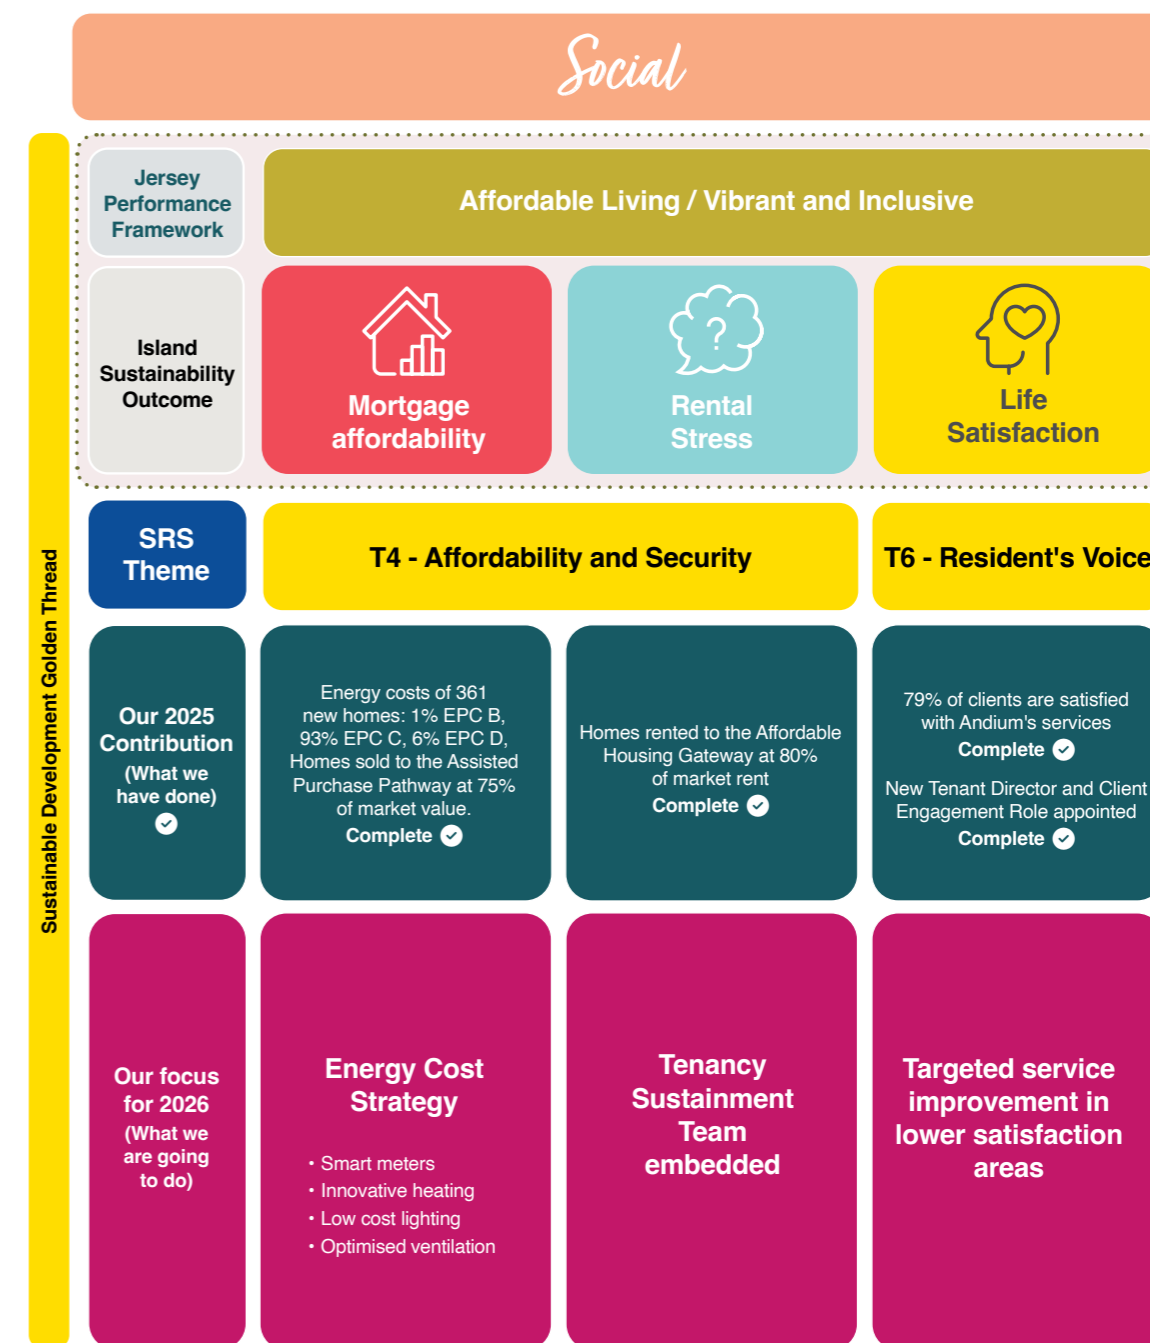 Social
Sustainable Development Golden Thread
Jersey
Performance
Framework
Affordable Living / Vibrant and Inclusive
Island
Sustainability
Outcome
Mortgage
affordability
?
Rental
Stress
Life
Satisfaction
SRS
Theme
T4 - Affordability and Security
T6 - Resident's Voice
Our 2025
Contribution
(What we
have done)
Energy costs of 361
new homes: 1% EPC B,
93% EPC C, 6% EPC D,
Homes sold to the Assisted
Purchase Pathway at 75%
of market value.
Complete
Homes rented to the Affordable
Housing Gateway at 80%
of market rent
Complete
79% of clients are satisfied
with Andium's services
Complete
New Tenant Director and Client
Engagement Role appointed
Complete
Our focus
for 2026
(What we
are going
to do)
Energy Cost
Strategy
• Smart meters
• Innovative heating
• Low cost lighting
• Optimised ventilation
Tenancy
Sustainment
Team
embedded
Targeted service
improvement in
lower satisfaction
areas